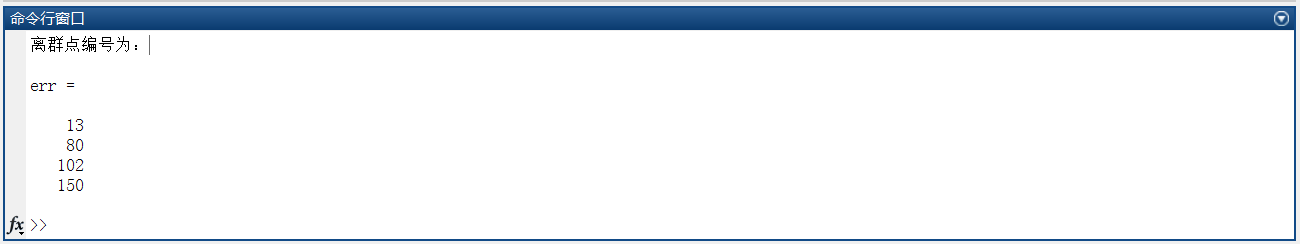 命令行窗口
离群点编号为:
err =
13
80
102
150
fx >>